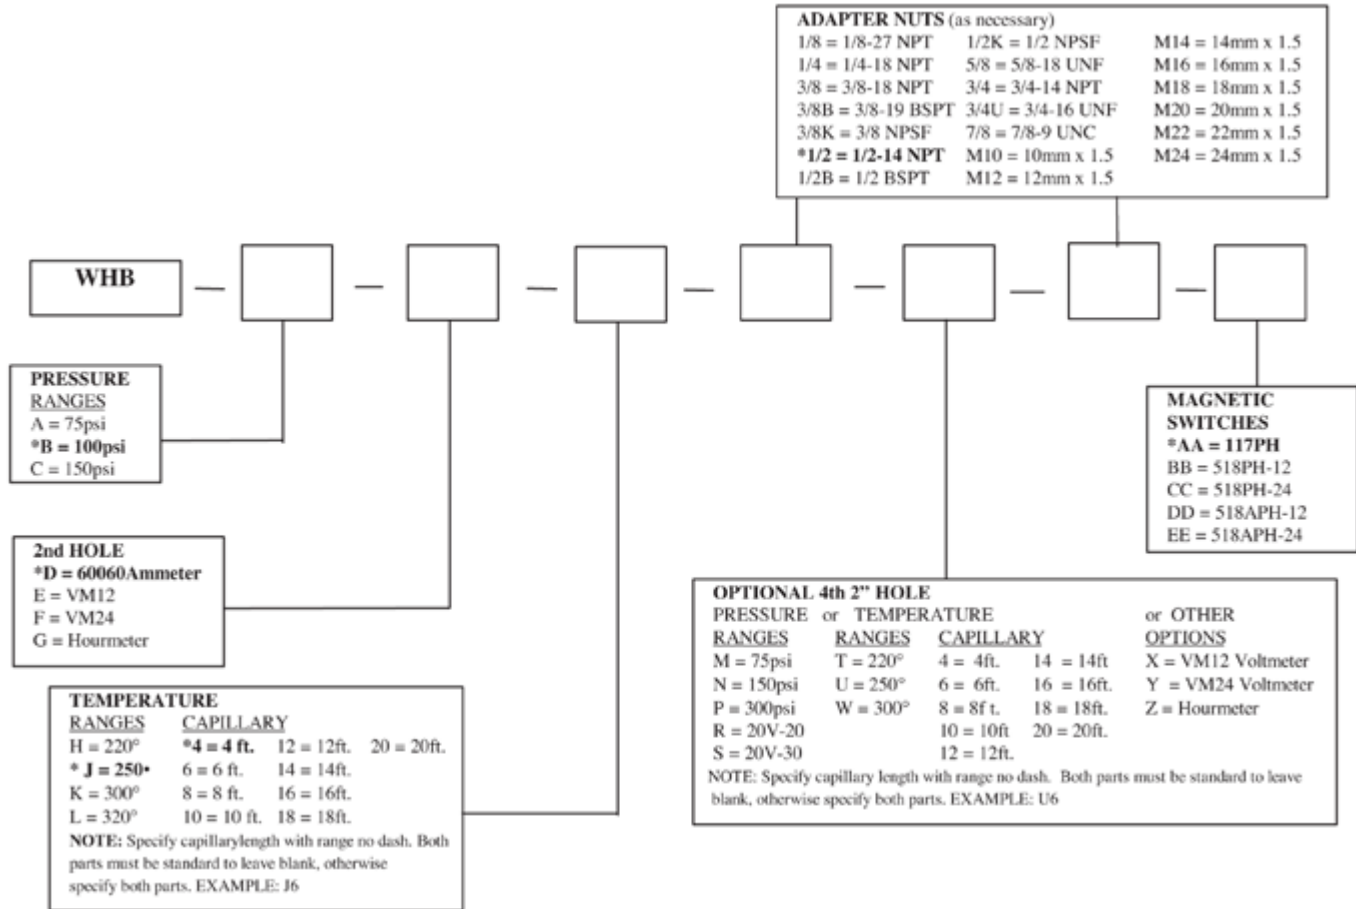 ADAPTER NUTS (as necessary)
1/8 = 1/8-27 NPT 1/2K = 1/2 NPSF M14 = 14mm x 1.5
1/4 = 1/4-18 NPT 5/8 = 5/8-18 UNF M16 = 16mm x 1.5
3/8 = 3/8-18 NPT 3/4 = 3/4-14 NPT M18 = 18mm x 1.5
3/8B = 3/8-19 BSPT 3/4U = 3/4-16 UNF M20 = 20mm x 1.5
3/8K = 3/8 NPSF 7/8 = 7/8-9 UNC M22 = 22mm x 1.5
*1/2 = 1/2-14 NPT M10 = 10mm x 1.5 M24 = 24mm x 1.5
1/2B = 1/2 BSPT M12 = 12mm x 1.5
WHB
PRESSURE
RANGES
A = 75psi
*B = 100psi
C = 150psi
MAGNETIC
SWITCHES
*AA = 117PH
BB = 518PH-12
CC = 518PH-24
DD = 518APH-12
EE = 518APH-24
2nd HOLE
*D = 60060Ammeter
E = VM12
F = VM24
G = Hourmeter
OPTIONAL 4th 2” HOLE
PRESSURE or TEMPERATURE or OTHER
RANGES RANGES CAPILLARY OPTIONS
M = 75psi T = 220° 4 = 4ft. 14 = 14ft X = VM12 Voltmeter
N = 150psi U = 250° 6 = 6ft. 16 = 16ft. Y = VM24 Voltmeter
P = 300psi W = 300° 8 = 8f t. 18 = 18ft. Z = Hourmeter
R = 20V-20 10 = 10ft 20 = 20ft.
S = 20V-30 12 = 12ft.
NOTE: Specify capillary length with range no dash. Both parts must be standard to leave
blank, otherwise specify both parts. EXAMPLE: U6
TEMPERATURE
RANGES CAPILLARY
H = 220° *4 = 4 ft. 12 = 12ft. 20 = 20ft.
* J = 250• 6 = 6 ft. 14 = 14ft.
K = 300° 8 = 8 ft. 16 = 16ft.
L = 320° 10 = 10 ft. 18 = 18ft.
NOTE: Specify capillarylength with range no dash. Both
parts must be standard to leave blank, otherwise
specify both parts. EXAMPLE: J6